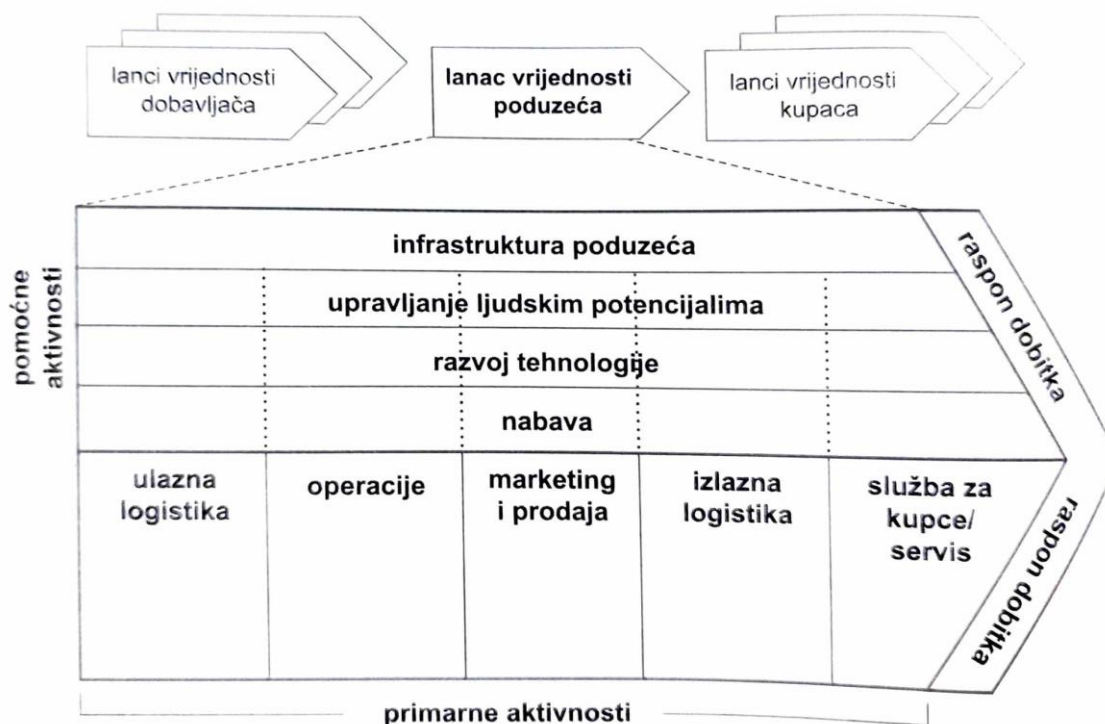 lanci vrijednosti
dobavljača
lanac vrijednosti
poduzeća
lanci vrijednosti
kupaca
pomoćne
aktivnosti
infrastruktura poduzeća
upravljanje ljudskim potencijalima
razvoj tehnologije
nabava
raspon dobitka
ulazna
logistika
operacije
marketing
i prodaja
izlazna
logistika
služba za
kupce/
servis
raspon dobitka
primarne aktivnosti